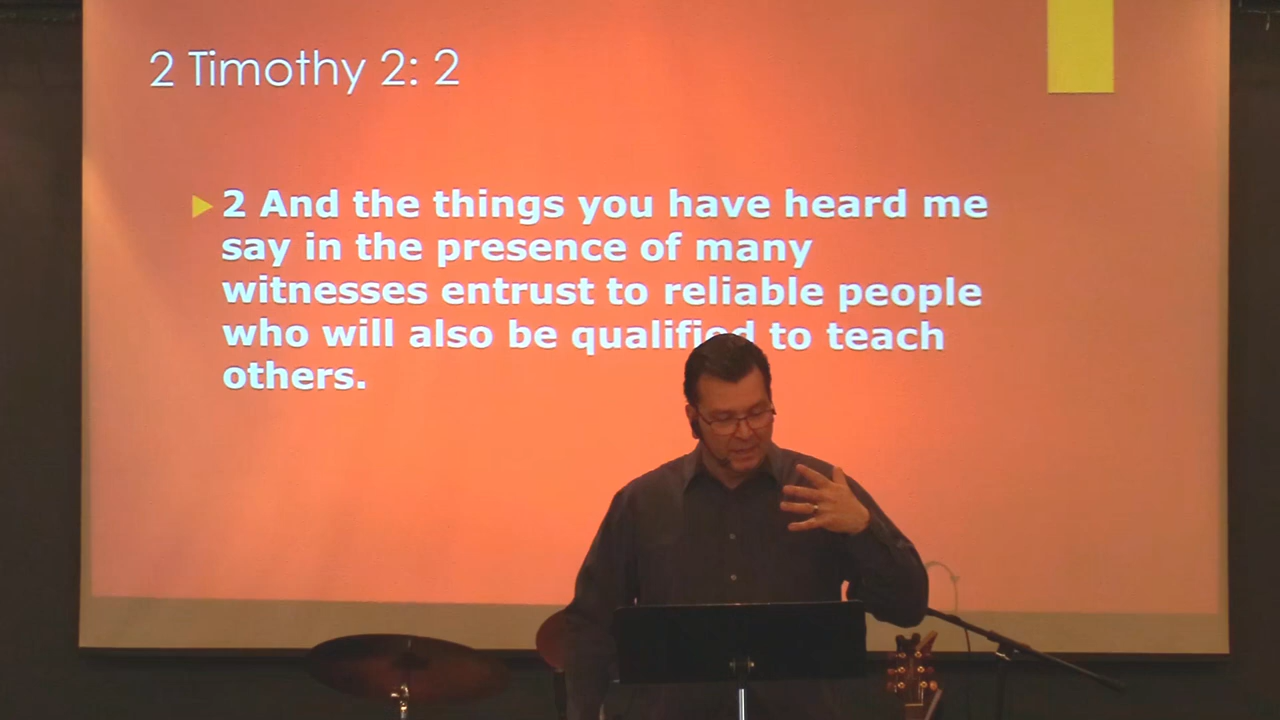 2 Timothy 2: 2
2 And the things you have heard me
say in the presence of many
witnesses entrust to reliable people
who will also be qualified to teach
others.